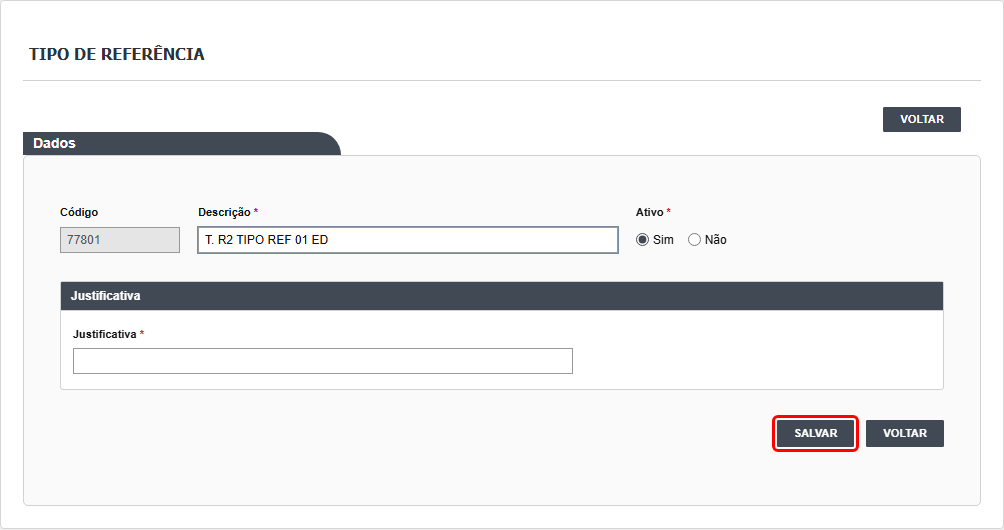 TIPO DE REFERÊNCIA
VOLTAR
Dados
Código Descrição * Ativo *
77801 T. R2 TIPO REF 01 ED Sim Não
Justificativa
Justificativa *
SALVAR VOLTAR